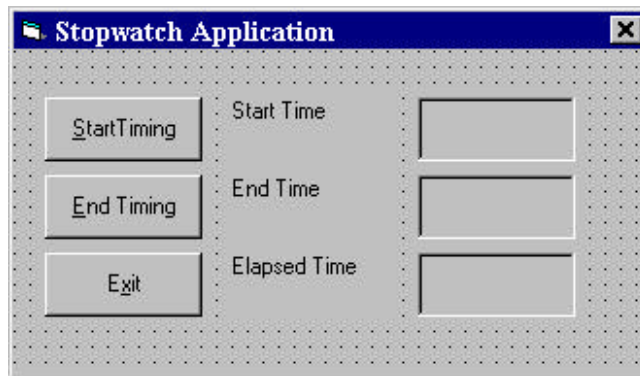 Stopwatch Application
StartTiming
Start Time
End Timing
End Time
Exit
Elapsed Time